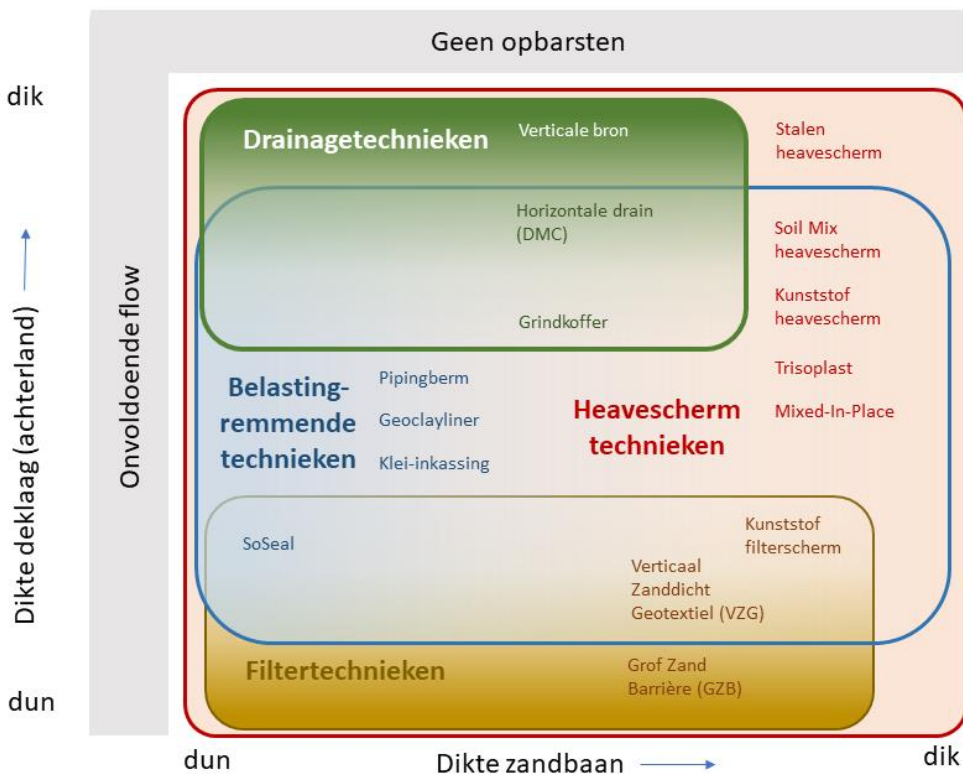 Geen opbarsten
dik
Drainagetechnieken
Verticale bron
Stalen
heavescherm
Horizontale drain
(DMC)
Soil Mix
heavescherm
Kunststof
heavescherm
Grindkoffer
Trisoplast
Mixed-In-Place
Belasting-
remmende
technieken
Pipingberm
Geoclayliner
Klei-inkassing
Heavescherm
technieken
SoSeal
Kunststof
filterscherm
Verticaal
Zanddicht
Geotextiel (VZG)
Filtertechnieken
Grof Zand
Barrière (GZB)
Onvoldoende flow
Dikte deklaag (achterland)
dun
dun
Dikte zandbaan
dik